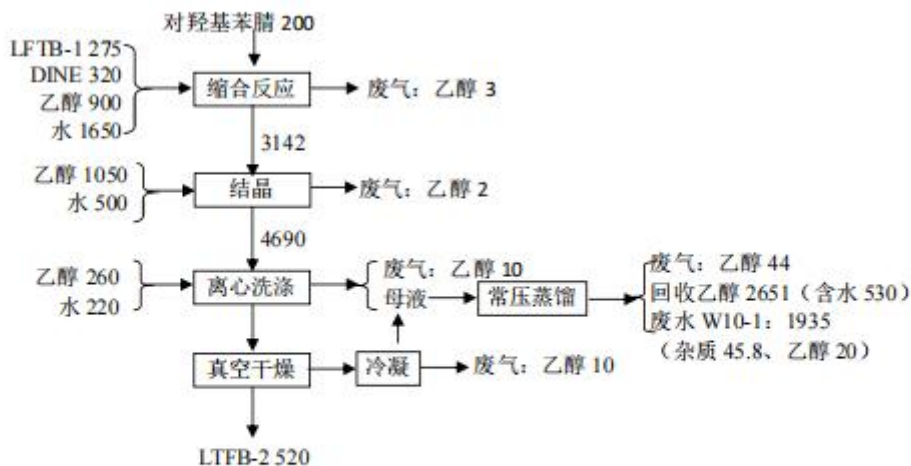 对羟基苯腈 200
LFTB-1 275
DINE 320
乙醇 900
水 1650
缩合反应
废气：乙醇 3
3142
乙醇 1050
水 500
结晶
废气：乙醇 2
4690
乙醇 260
水 220
离心洗涤
废气：乙醇 10
母液
常压蒸馏
废气：乙醇 44
回收乙醇 2651（含水 530）
废水 W10-1：1935
（杂质 45.8、乙醇 20）
真空干燥
冷凝
废气：乙醇 10
LTFB-2 520